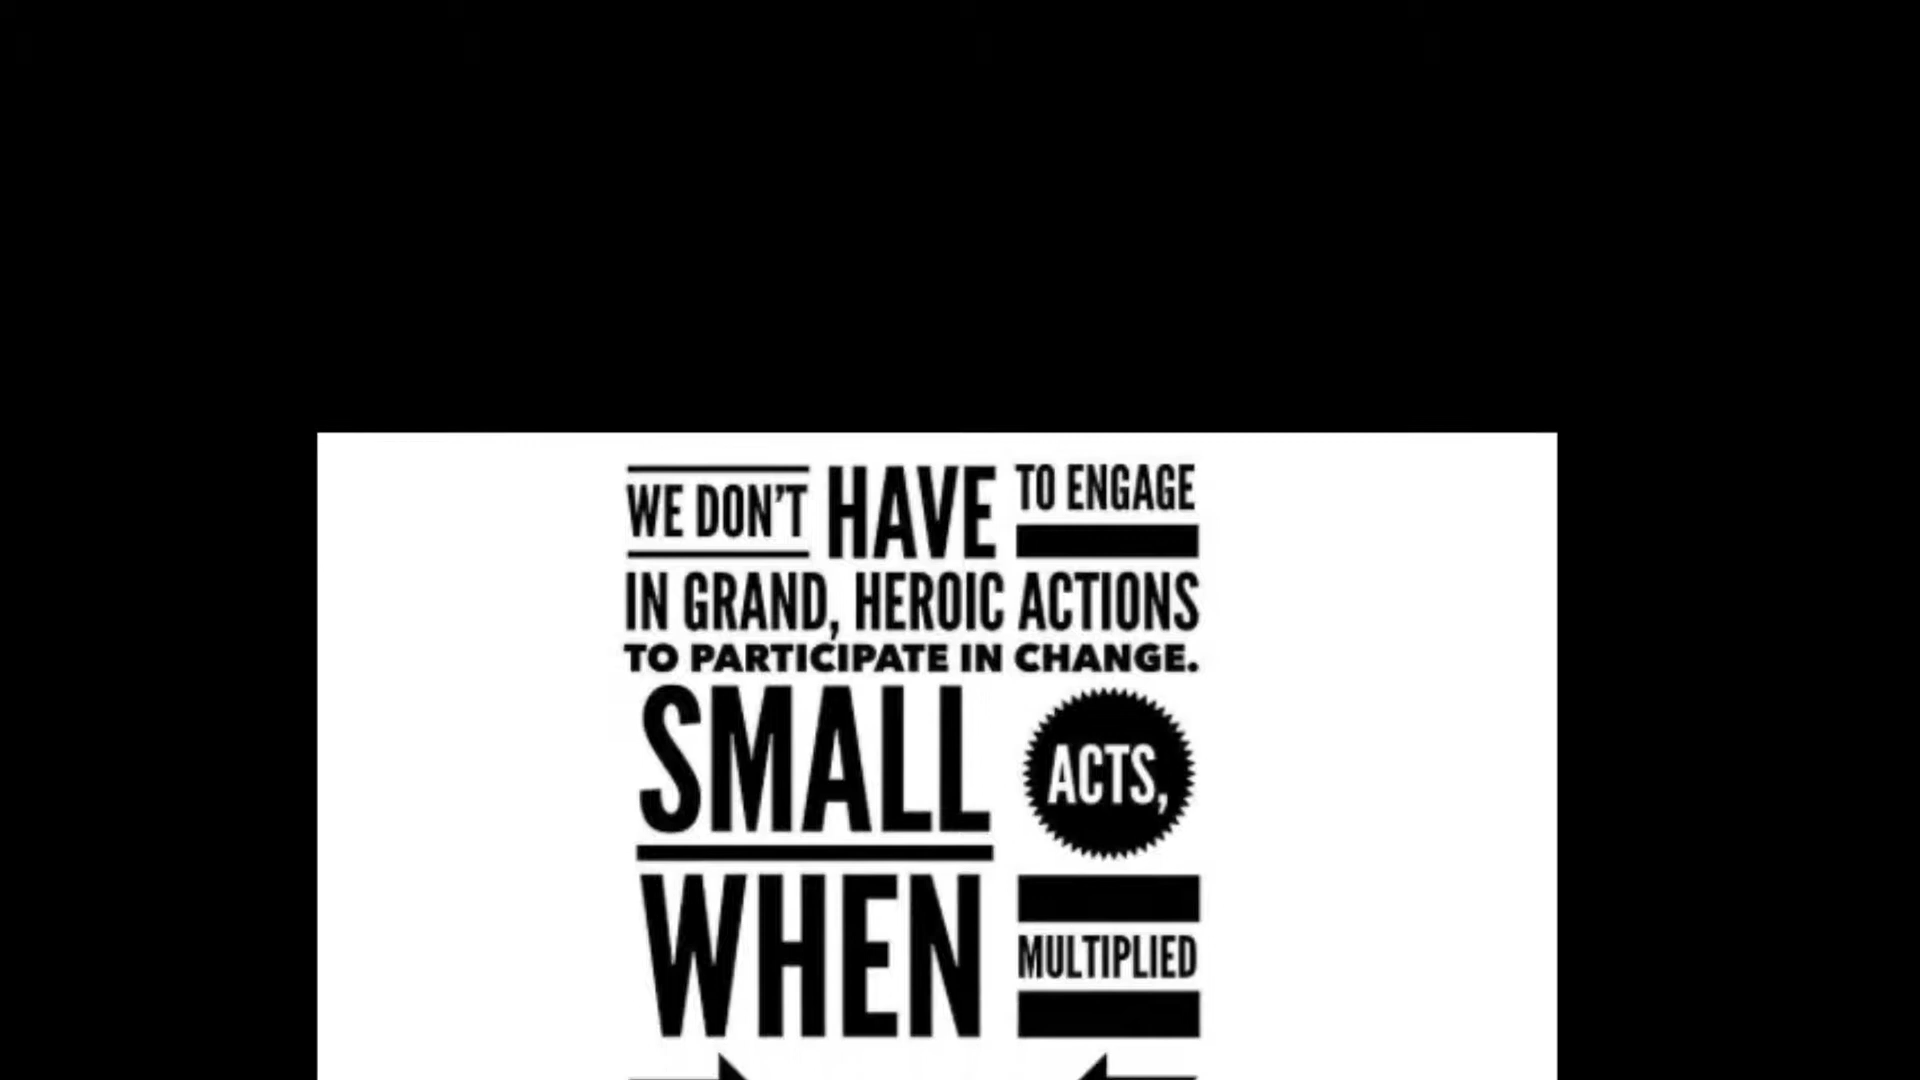 WE DON'T HAVE TO ENGAGE
IN GRAND, HEROIC ACTIONS
TO PARTICIPATE IN CHANGE.
SMALL ACTS,
WHEN MULTIPLIED